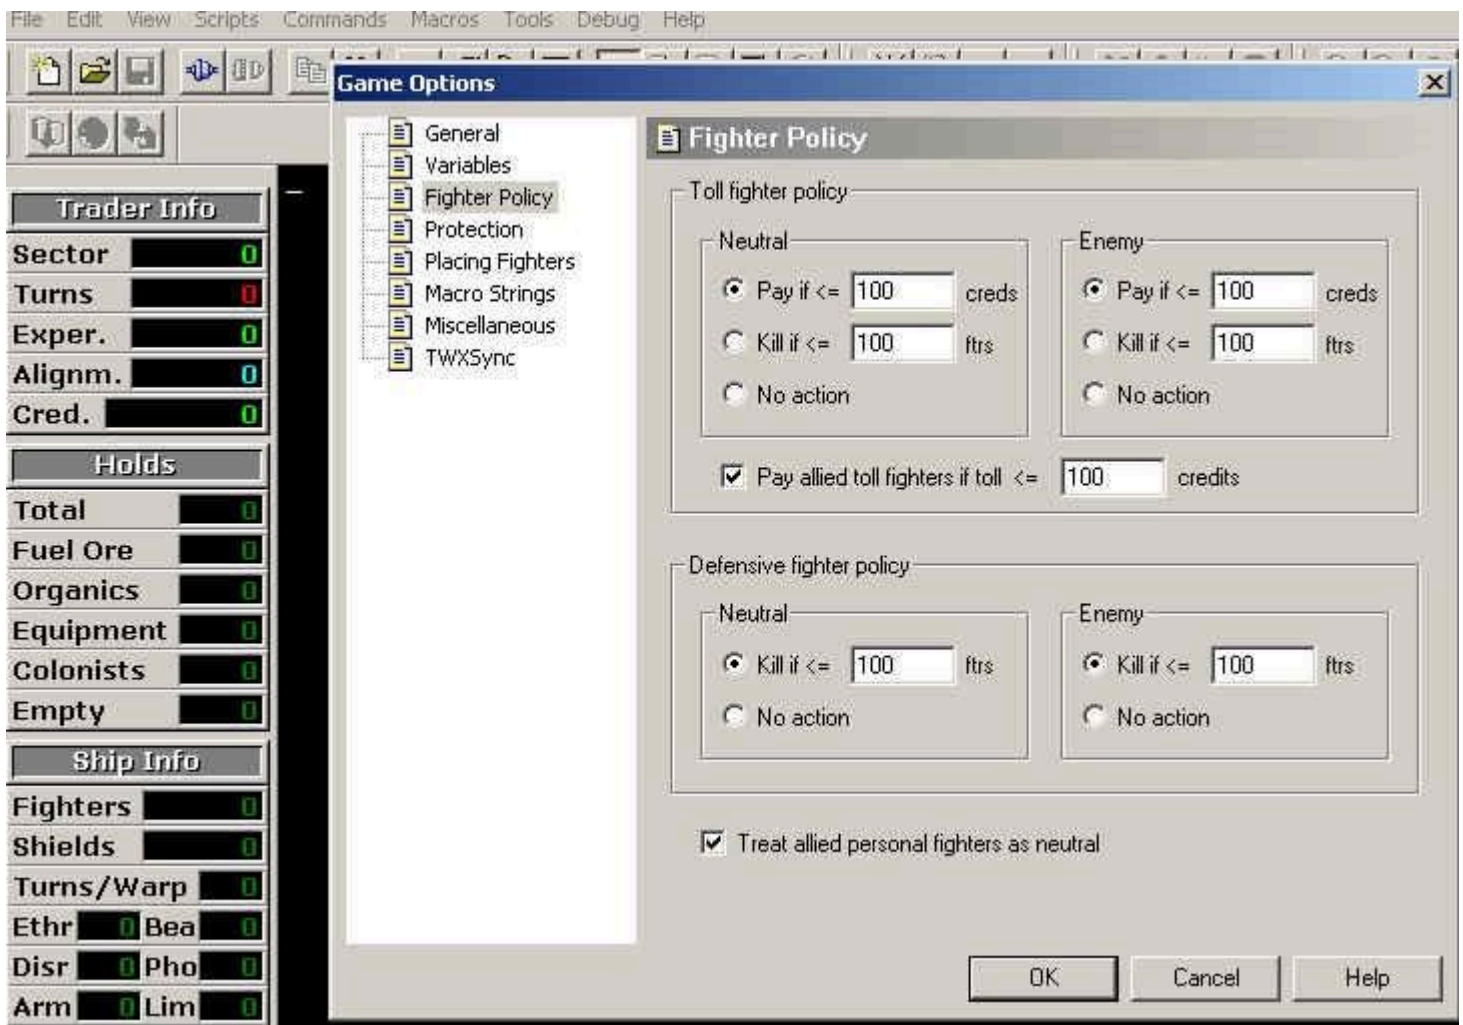 File Edit View Scripts Commands Macros Tools Debug Help
Game Options
General
Variables
Fighter Policy
Protection
Placing Fighters
Macro Strings
Miscellaneous
TWXSync
Trader Info
Sector 0
Turns 0
Exper. 0
Alignm. 0
Cred. 0
Holds
Total 0
Fuel Ore 0
Organics 0
Equipment 0
Colonists 0
Empty 0
Ship Info
Fighters 0
Shields 0
Turns/Warp 0
Ethr 0 Bea 0
Disr 0 Pho 0
Arm 0 Lim 0
Fighter Policy
Toll fighter policy
Neutral
Pay if <= 100 creds
Kill if <= 100 ftrs
No action
Enemy
Pay if <= 100 creds
Kill if <= 100 ftrs
No action
Pay allied toll fighters if toll <= 100 credits
Defensive fighter policy
Neutral
Kill if <= 100 ftrs
No action
Enemy
Kill if <= 100 ftrs
No action
Treat allied personal fighters as neutral
OK Cancel Help